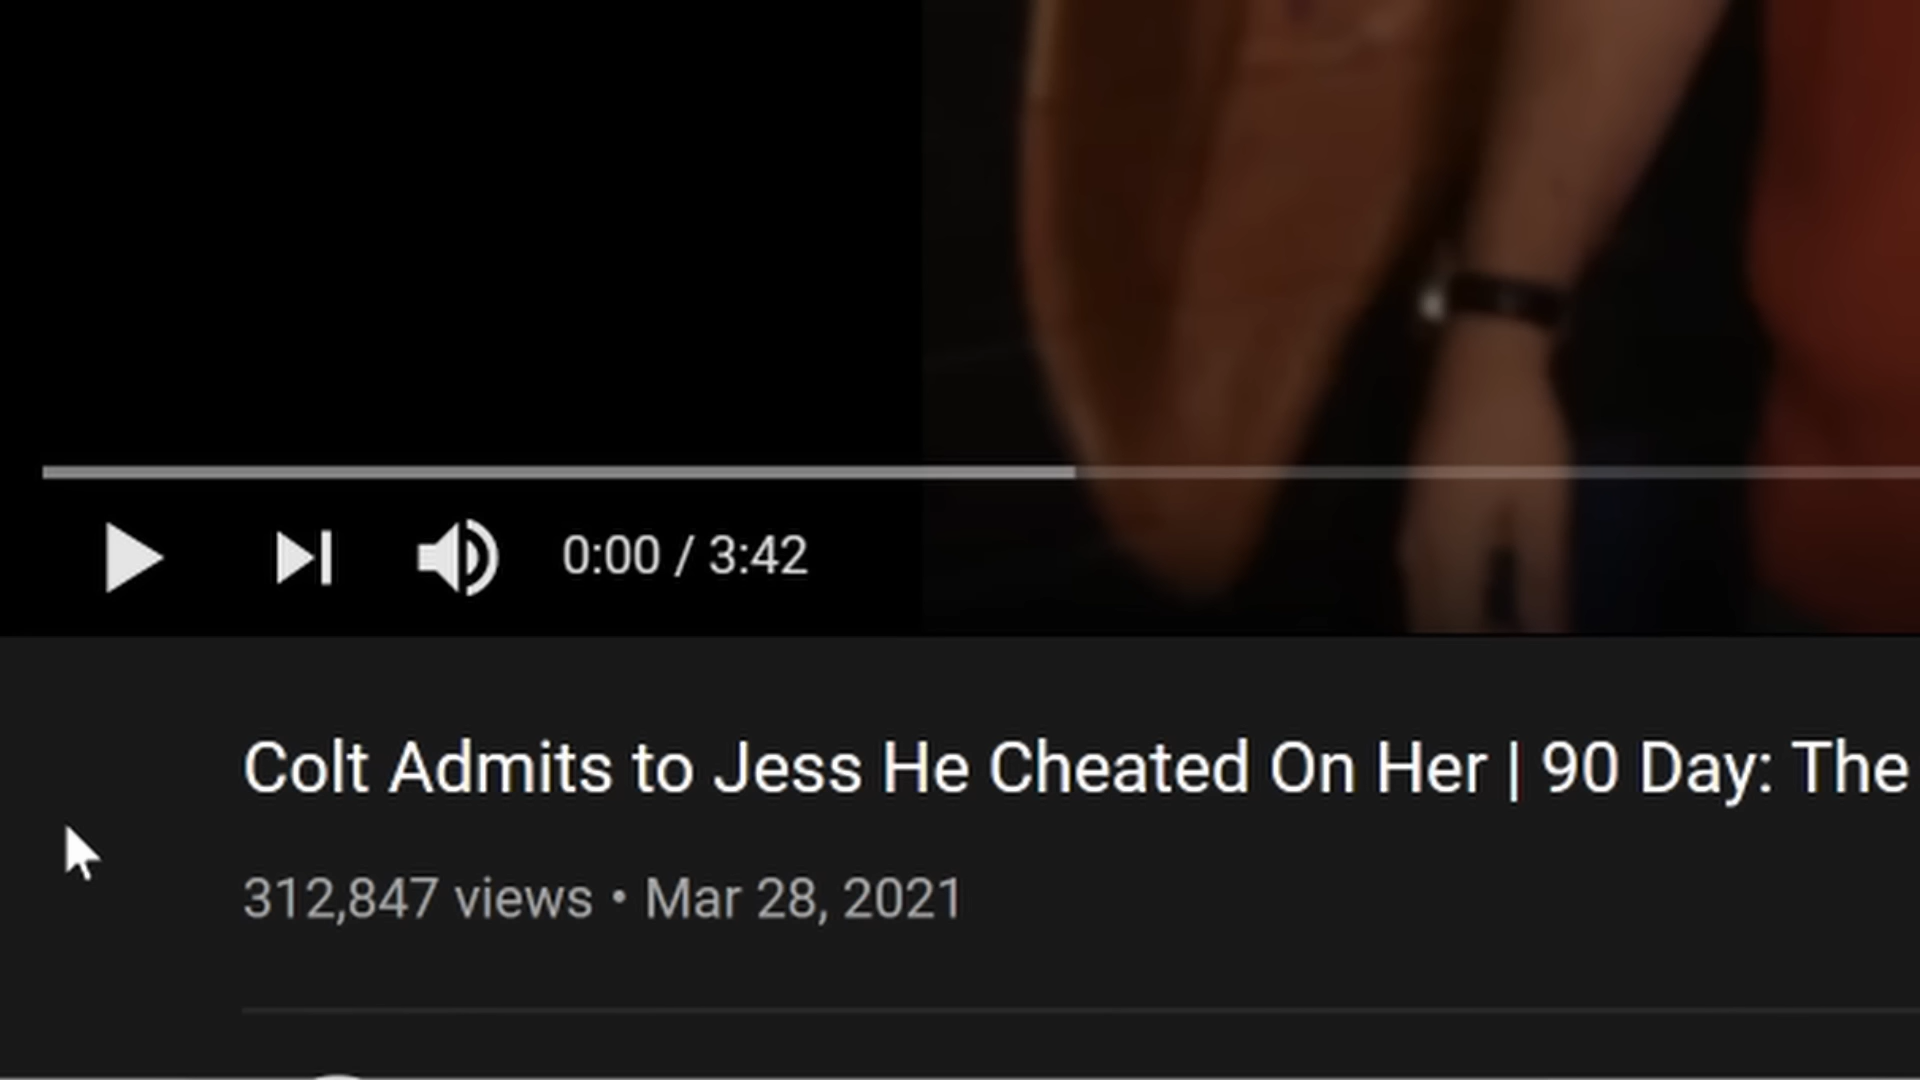 0:00 / 3:42
Colt Admits to Jess He Cheated On Her | 90 Day: The
312,847 views • Mar 28, 2021